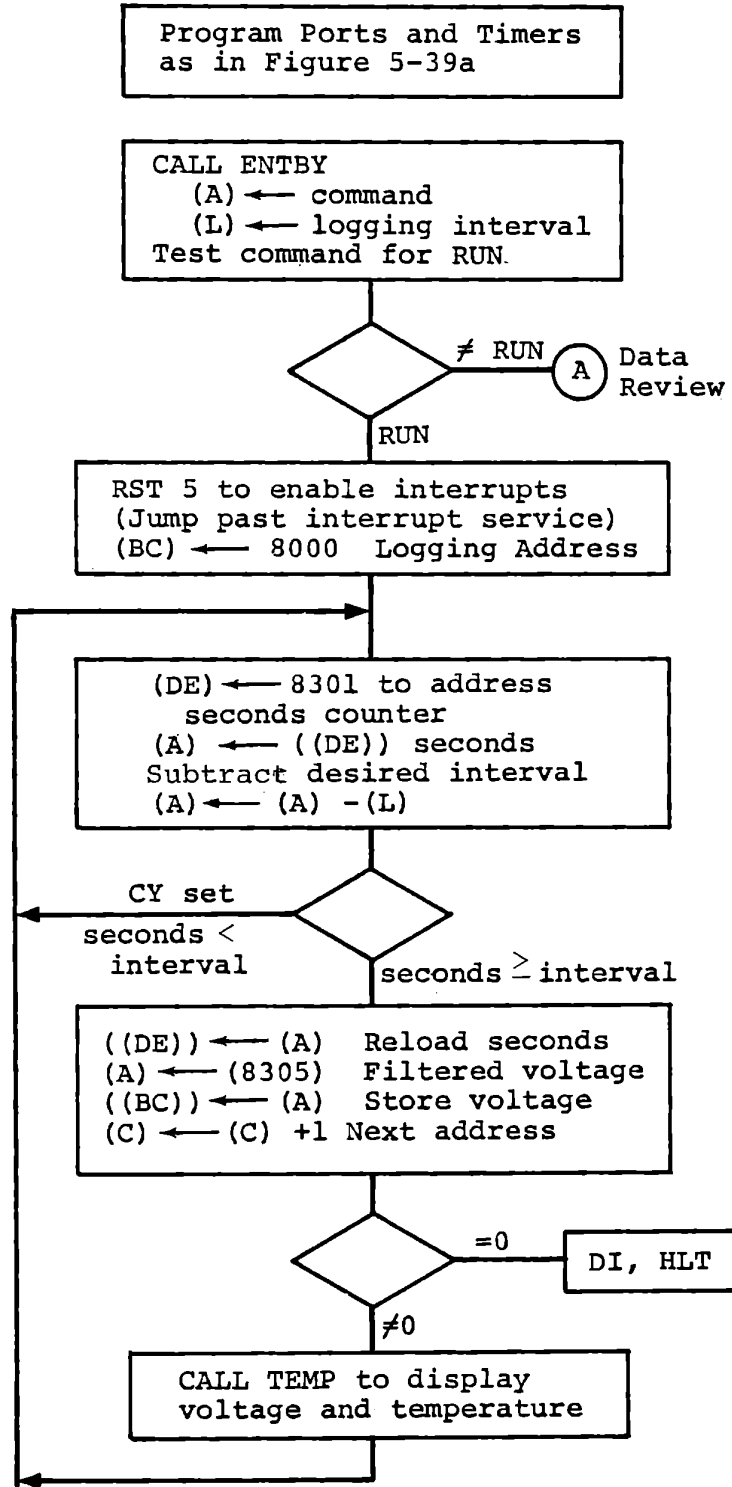 Program Ports and Timers
as in Figure 5-39a
CALL ENTBY
(A) ← command
(L) ← logging interval
Test command for RUN.
≠ RUN
A
Data
Review
RUN
RST 5 to enable interrupts
(Jump past interrupt service)
(BC) ← 8000 Logging Address
(DE) ← 8301 to address
seconds counter
(A) ← ((DE)) seconds
Subtract desired interval
(A) ← (A) -(L)
CY set
seconds <
interval
seconds ≥ interval
((DE)) ← (A) Reload seconds
(A) ← (8305) Filtered voltage
((BC)) ← (A) Store voltage
(C) ← (C) +1 Next address
=0
DI, HLT
≠0
CALL TEMP to display
voltage and temperature